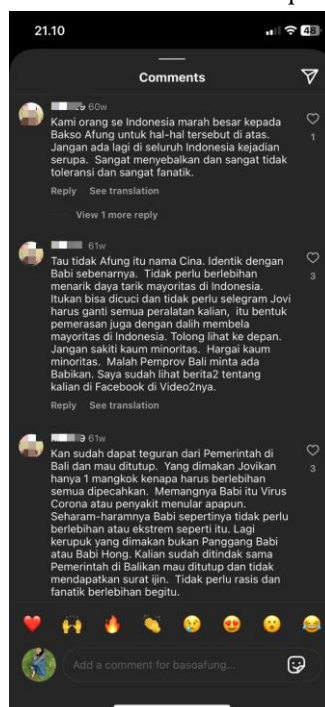 21.10
48
Comments
9 60w
Kami orang se Indonesia marah besar kepada
Bakso Afung untuk hal-hal tersebut di atas.
Jangan ada lagi di seluruh Indonesia kejadian
serupa. Sangat menyebalkan dan sangat tidak
toleransi dan sangat fanatik.
1
Reply See translation
View 1 more reply
61w
Tau tidak Afung itu nama Cina. Identik dengan
Babi sebenarnya. Tidak perlu berlebihan
menarik daya tarik mayoritas di Indonesia.
Itukan bisa dicuci dan tidak perlu selegram Jovi
harus ganti semua peralatan kalian, itu bentuk
pemerasan juga dengan dalih membela
mayoritas di Indonesia. Tolong lihat ke depan.
Jangan sakiti kaum minoritas. Hargai kaum
minoritas. Malah Pemprov Bali minta ada
Babikan. Saya sudah lihat berita2 tentang
kalian di Facebook di Video2nya.
3
Reply See translation
9 61w
Kan sudah dapat teguran dari Pemerintah di
Bali dan mau ditutup. Yang dimakan Jovikan
hanya 1 mangkok kenapa harus berlebihan
semua dipecahkan. Memangnya Babi itu Virus
Corona atau penyakit menular apapun.
Seharam-haramnya Babi sepertinya tidak perlu
berlebihan atau ekstrem seperti itu. Lagi
kerupuk yang dimakan bukan Panggang Babi
atau Babi Hong. Kalian sudah ditindak sama
Pemerintah di Balikan mau ditutup dan tidak
mendapatkan surat ijin. Tidak perlu rasis dan
fanatik berlebihan begitu.
3
Add a comment for basoafung...